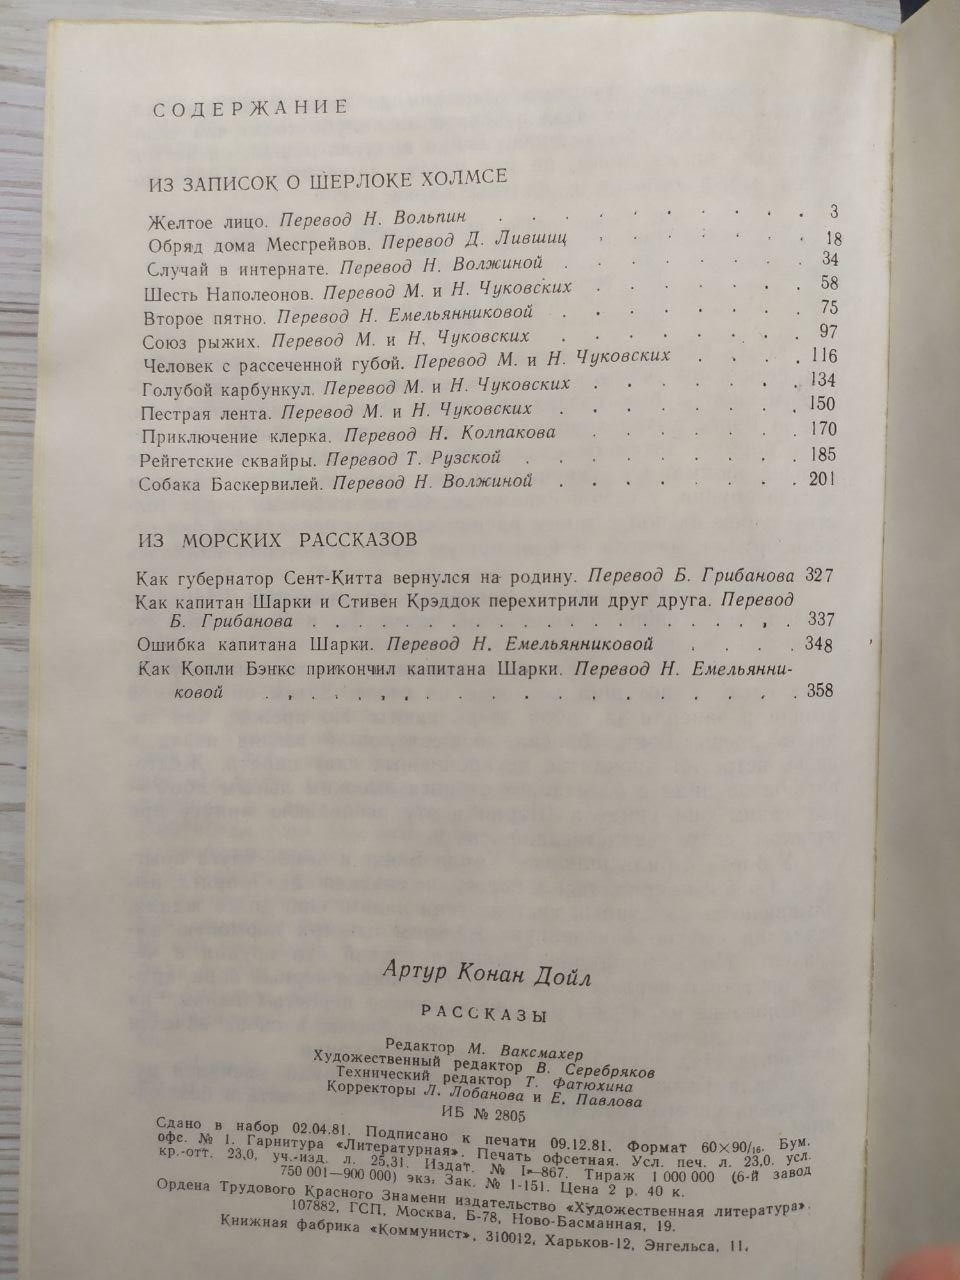 СОДЕРЖАНИЕ
ИЗ ЗАПИСОК О ШЕРЛОКЕ ХОЛМСЕ
Желтое лицо. Перевод Н. Вольпин . . . . . . . . . . 3
Обряд дома Месгрейвов. Перевод Д. Лившиц . . . . . . . 18
Случай в интернате. Перевод Н. Волжиной . . . . . . . . 34
Шесть Наполеонов. Перевод М. и Н. Чуковских . . . . . . . 58
Второе пятно. Перевод Н. Емельянниковой . . . . . . . . 75
Союз рыжих. Перевод М. и Н. Чуковских . . . . . . . . 97
Человек с рассеченной губой. Перевод М. и Н. Чуковских . . . . 116
Голубой карбункул. Перевод М. и Н. Чуковских . . . . . . . 134
Пестрая лента. Перевод М. и Н. Чуковских . . . . . . . . 150
Приключение клерка. Перевод Н. Колпакова . . . . . . . 170
Рейгетские сквайры. Перевод Т. Рузской . . . . . . . . . 185
Собака Баскервилей. Перевод Н. Волжиной . . . . . . . . 201
ИЗ МОРСКИХ РАССКАЗОВ
Как губернатор Сент-Китта вернулся на родину. Перевод Б. Грибанова 327
Как капитан Шарки и Стивен Крэддок перехитрили друг друга. Перевод
Б. Грибанова . . . . . . . . . . . . . . . . . . . . . 337
Ошибка капитана Шарки. Перевод Н. Емельянниковой . . . . 348
Как Копли Бэнкс прикончил капитана Шарки. Перевод Н. Емельянни-
ковой . . . . . . . . . . . . . . . . . . . . 358
Артур Конан Дойл
РАССКАЗЫ
Редактор М. Ваксмахер
Художественный редактор В. Серебряков
Технический редактор Т. Фатюхина
Корректоры Л. Лобанова и Е. Павлова
ИБ № 2805
Сдано в набор 02.04.81. Подписано к печати 09.12.81. Формат 60×90/16. Бум.
офс. № 1. Гарнитура «Литературная». Печать офсетная. Усл. печ. л. 23,0. усл.
кр.-отт. 23,0. уч.-изд. л. 25,31. Издат. № I—867. Тираж 1 000 000 (6-й завод
750 001—900 000) экз. Зак. № 1-151. Цена 2 р. 40 к.
Ордена Трудового Красного Знамени издательство «Художественная литература».
107882, ГСП, Москва, Б-78, Ново-Басманная, 19.
Книжная фабрика «Коммунист», 310012, Харьков-12, Энгельса, 11.